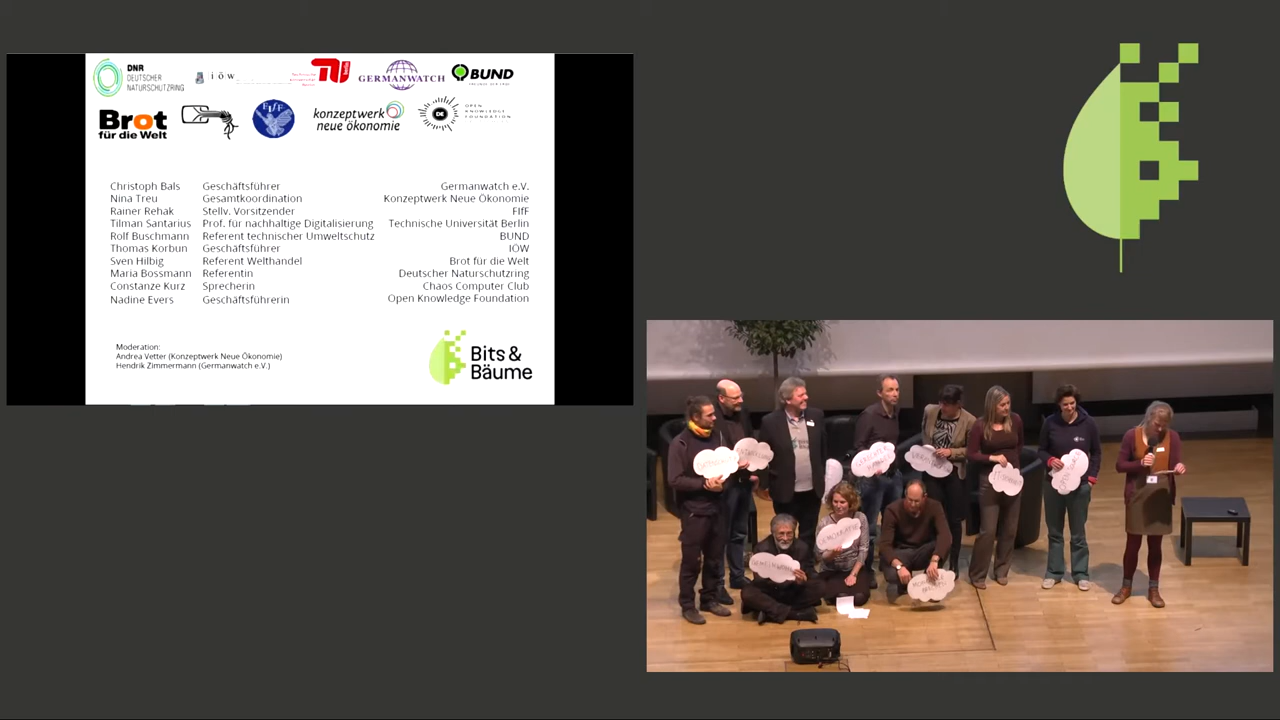 DNR
DEUTSCHER
NATURSCHUTZRING
i ö w
TU
GERMANWATCH
BUND
Brot
für die Welt
FIfF
konzeptwerk
neue ökonomie
DE
OPEN
KNOWLEDGE
FOUNDATION
Christoph Bals Geschäftsführer Germanwatch e.V.
Nina Treu Gesamtkoordination Konzeptwerk Neue Ökonomie
Rainer Rehak Stellv. Vorsitzender FIfF
Tilman Santarius Prof. für nachhaltige Digitalisierung Technische Universität Berlin
Rolf Buschmann Referent technischer Umweltschutz BUND
Thomas Korbun Geschäftsführer IÖW
Sven Hilbig Referent Welthandel Brot für die Welt
Maria Bossmann Referentin Deutscher Naturschutzring
Constanze Kurz Sprecherin Chaos Computer Club
Nadine Evers Geschäftsführerin Open Knowledge Foundation
Moderation:
Andrea Vetter (Konzeptwerk Neue Ökonomie)
Hendrik Zimmermann (Germanwatch e.V.)
Bits &
Bäume
DEMOKRATIE